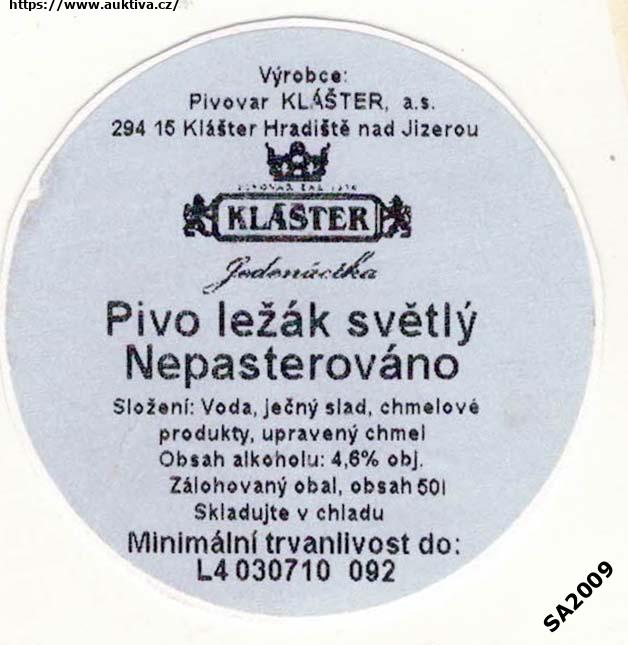 https://www.auktiva.cz/
Výrobce:
Pivovar KLÁŠTER, a.s.
294 15 Klášter Hradiště nad Jizerou
KLÁŠTER
Jedenáctka
Pivo ležák světlý
Nepasterováno
Složení: Voda, ječný slad, chmelové
produkty, upravený chmel
Obsah alkoholu: 4,6% obj.
Zálohovaný obal, obsah 50l
Skladujte v chladu
Minimální trvanlivost do:
L4 030710 092
SA2009